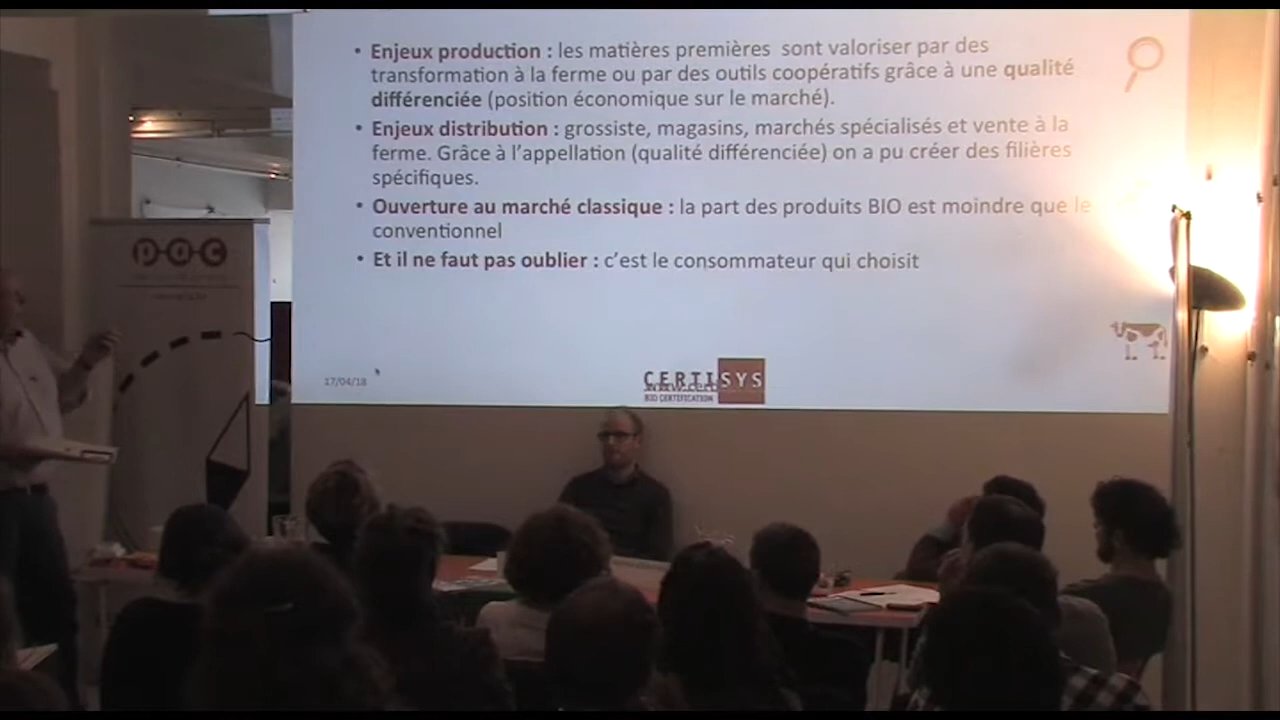 • Enjeux production : les matières premières sont valoriser par des
transformation à la ferme ou par des outils coopératifs grâce à une qualité
différenciée (position économique sur le marché).
• Enjeux distribution : grossiste, magasins, marchés spécialisés et vente à la
ferme. Grâce à l'appellation (qualité différenciée) on a pu créer des filières
spécifiques.
• Ouverture au marché classique : la part des produits BIO est moindre que le
conventionnel
• Et il ne faut pas oublier : c'est le consommateur qui choisit
17/04/18
CERTISYS
BIO CERTIFICATION
pac